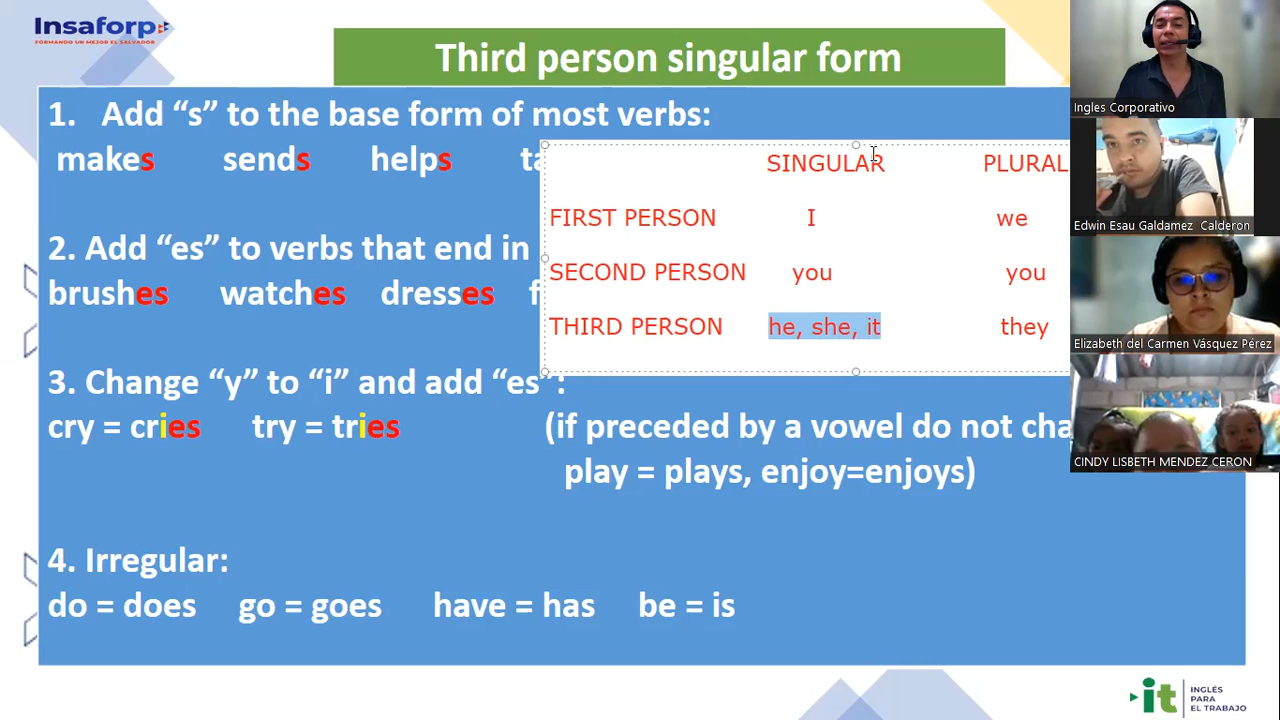 Insaforp
FORMANDO UN MEJOR EL SALVADOR
Third person singular form
1. Add “s” to the base form of most verbs:
makes sends helps
2. Add “es” to verbs that end in
brushes watches dresses
3. Change “y” to “i” and add “es”:
cry = cries try = tries (if preceded by a vowel do not
play = plays, enjoy=enjoys)
4. Irregular:
do = does go = goes have = has be = is
SINGULAR PLURAL
FIRST PERSON I we
SECOND PERSON you you
THIRD PERSON he, she, it they
Ingles Corporativo
Edwin Esau Galdamez Calderon
Elizabeth del Carmen Vásquez Pérez
CINDY LISBETH MENDEZ CERON
it
INGLÉS
PARA
EL TRABAJO